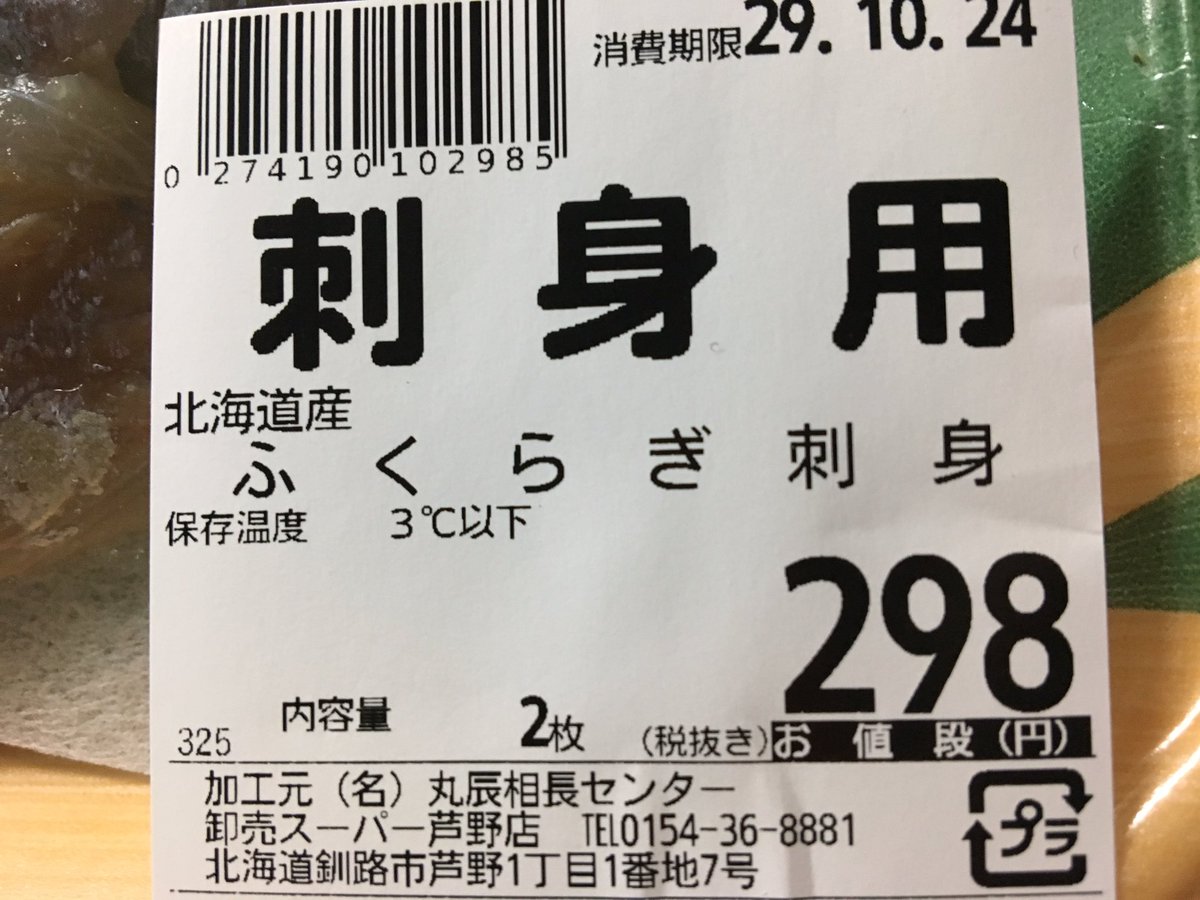 消費期限29. 10. 24
0 274190 102985
刺身用
北海道産
ふくらぎ刺身
保存温度 3℃以下
298
325 内容量 2枚 (税抜き)お値段(円)
加工元(名)丸辰相長センター
卸売スーパー芦野店 TEL0154-36-8881
北海道釧路市芦野1丁目1番地7号
プラ